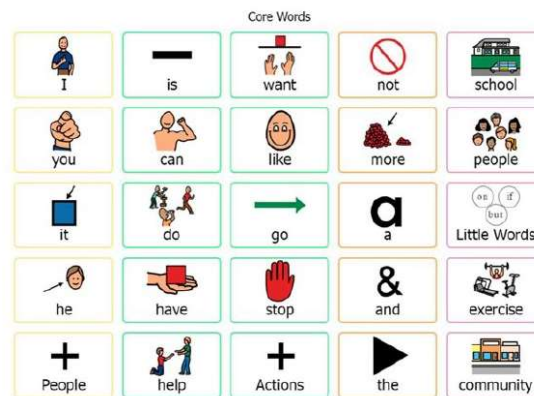 Core Words
I is want not school
you can like more people
it do go a
on if
but
Little Words
he have stop & and exercise
+ People help + Actions the community